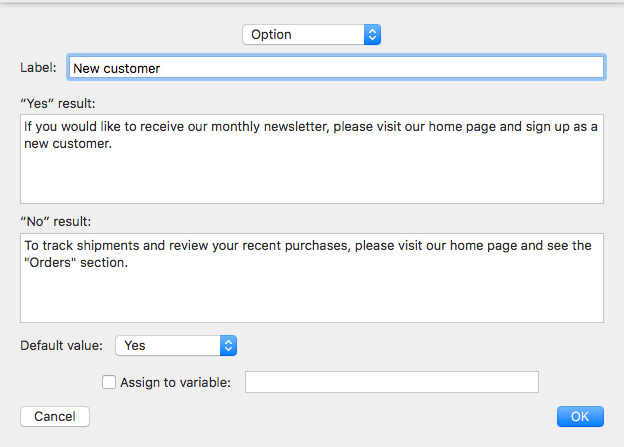 Option
Label: New customer
“Yes” result:
If you would like to receive our monthly newsletter, please visit our home page and sign up as a
new customer.
“No” result:
To track shipments and review your recent purchases, please visit our home page and see the
"Orders" section.
Default value: Yes
Assign to variable:
Cancel OK